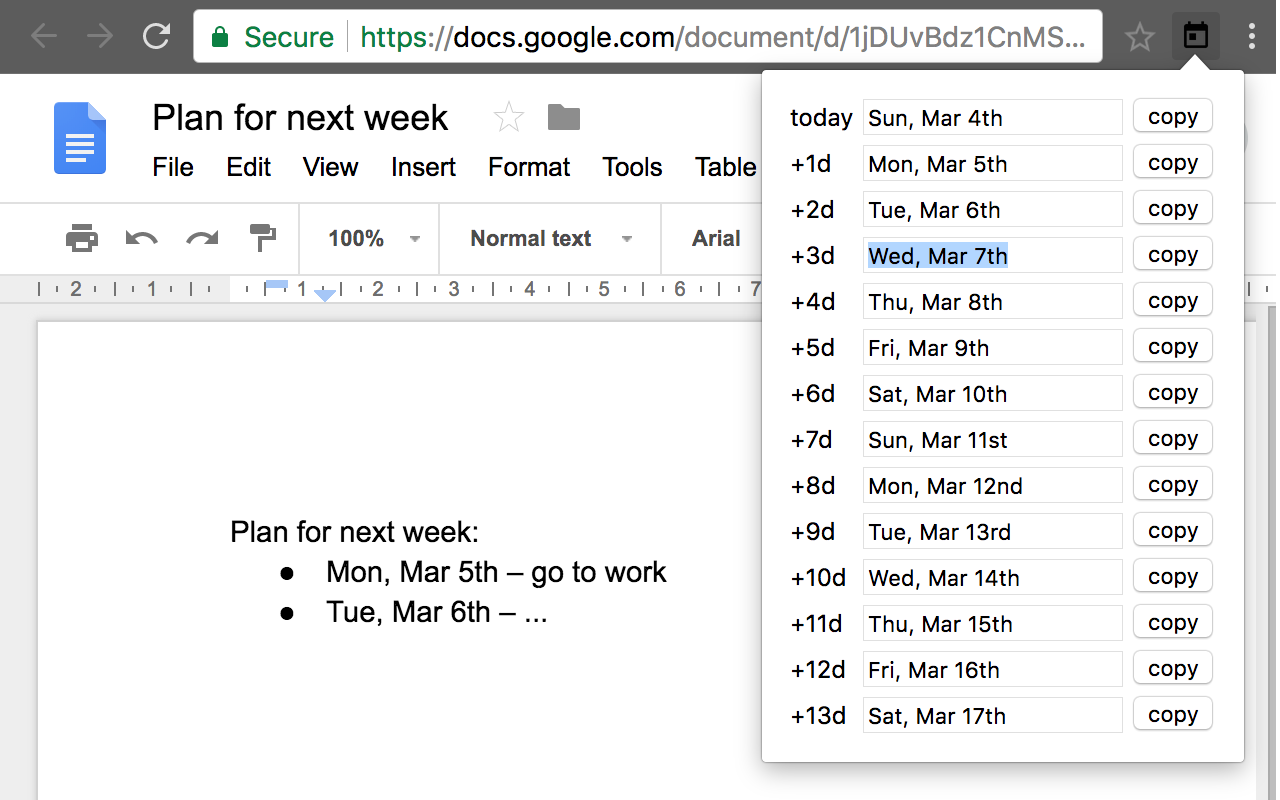 Secure https://docs.google.com/document/d/1jDUvBdz1CnMS...
Plan for next week
File Edit View Insert Format Tools Table
100% Normal text Arial
2 1 1 2 3 4 5 6 7
Plan for next week:
● Mon, Mar 5th – go to work
● Tue, Mar 6th – ...
today Sun, Mar 4th copy
+1d Mon, Mar 5th copy
+2d Tue, Mar 6th copy
+3d Wed, Mar 7th copy
+4d Thu, Mar 8th copy
+5d Fri, Mar 9th copy
+6d Sat, Mar 10th copy
+7d Sun, Mar 11st copy
+8d Mon, Mar 12nd copy
+9d Tue, Mar 13rd copy
+10d Wed, Mar 14th copy
+11d Thu, Mar 15th copy
+12d Fri, Mar 16th copy
+13d Sat, Mar 17th copy